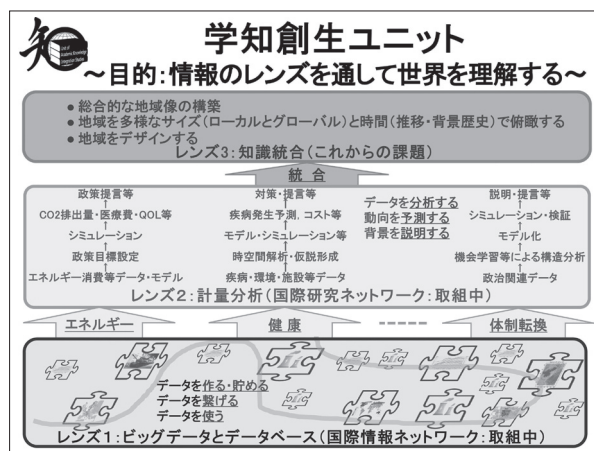 知
Unit of
Academic Knowledge
Integration Studies
学知創生ユニット
～目的：情報のレンズを通して世界を理解する～
● 総合的な地域像の構築
● 地域を多様なサイズ（ローカルとグローバル）と時間（推移・背景歴史）で俯瞰する
● 地域をデザインする
レンズ3：知識統合（これからの課題）
統合
政策提言等
CO2排出量・医療費・QOL等
シミュレーション
政策目標設定
エネルギー消費等データ・モデル
対策・提言等
疾病発生予測，コスト等
モデル・シミュレーション等
時空間解析・仮説形成
疾病・環境・施設等データ
データを分析する
動向を予測する
背景を説明する
説明・提言等
シミュレーション・検証
モデル化
機会学習等による構造分析
政治関連データ
レンズ2：計量分析（国際研究ネットワーク：取組中）
エネルギー
健康
体制転換
データを作る・貯める
データを繋げる
データを使う
レンズ1：ビッグデータとデータベース（国際情報ネットワーク：取組中）